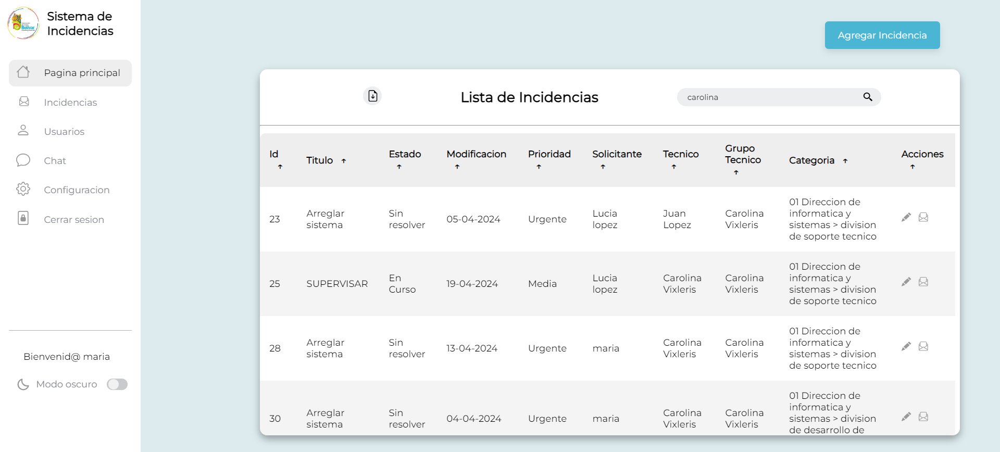 Sistema de
Incidencias
Bolívar
Pagina principal
Incidencias
Usuarios
Chat
Configuracion
Cerrar sesion
Bienvenid@ maria
Modo oscuro
Agregar Incidencia
Lista de Incidencias
carolina
Id ↑
Titulo ↑
Estado ↑
Modificacion ↑
Prioridad ↑
Solicitante ↑
Tecnico ↑
Grupo
Tecnico ↑
Categoria ↑
Acciones ↑
23
Arreglar
sistema
Sin
resolver
05-04-2024
Urgente
Lucia
lopez
Juan
Lopez
Carolina
Vixleris
01 Direccion de
informatica y
sistemas > division
de soporte tecnico
25
SUPERVISAR
En
Curso
19-04-2024
Media
Lucia
lopez
Carolina
Vixleris
Carolina
Vixleris
01 Direccion de
informatica y
sistemas > division
de soporte tecnico
28
Arreglar
sistema
Sin
resolver
13-04-2024
Urgente
maria
Carolina
Vixleris
Carolina
Vixleris
01 Direccion de
informatica y
sistemas > division
de soporte tecnico
30
Arreglar
sistema
Sin
resolver
04-04-2024
Urgente
maria
Carolina
Vixleris
Carolina
Vixleris
01 Direccion de
informatica y
sistemas > division
de desarrollo de